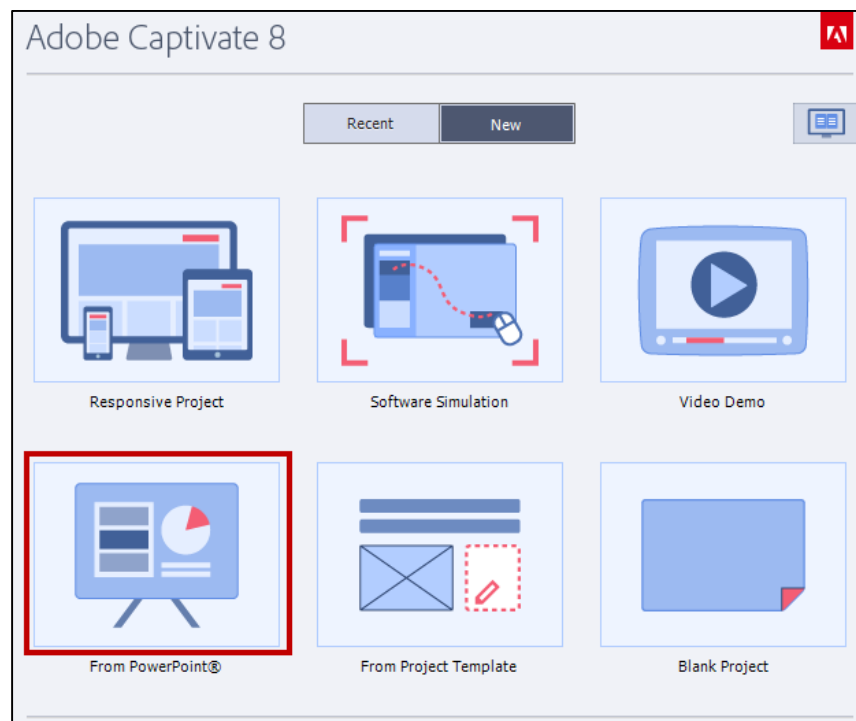 Adobe Captivate 8
Recent New
Responsive Project Software Simulation Video Demo
From PowerPoint® From Project Template Blank Project